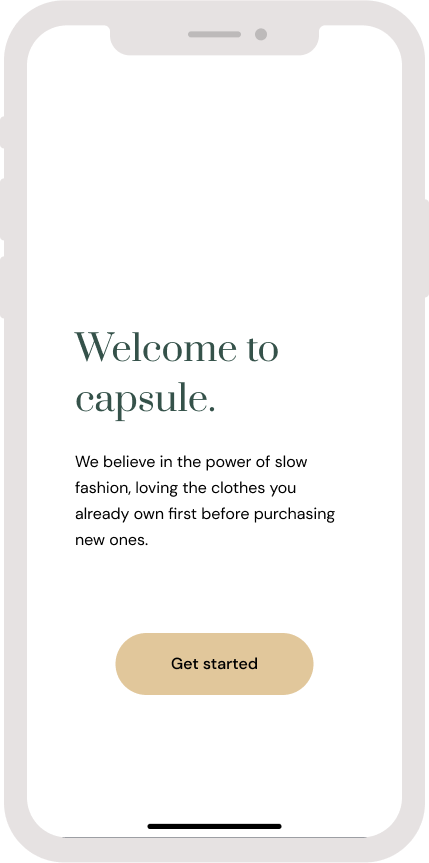 Welcome to
capsule.
We believe in the power of slow
fashion, loving the clothes you
already own first before purchasing
new ones.
Get started